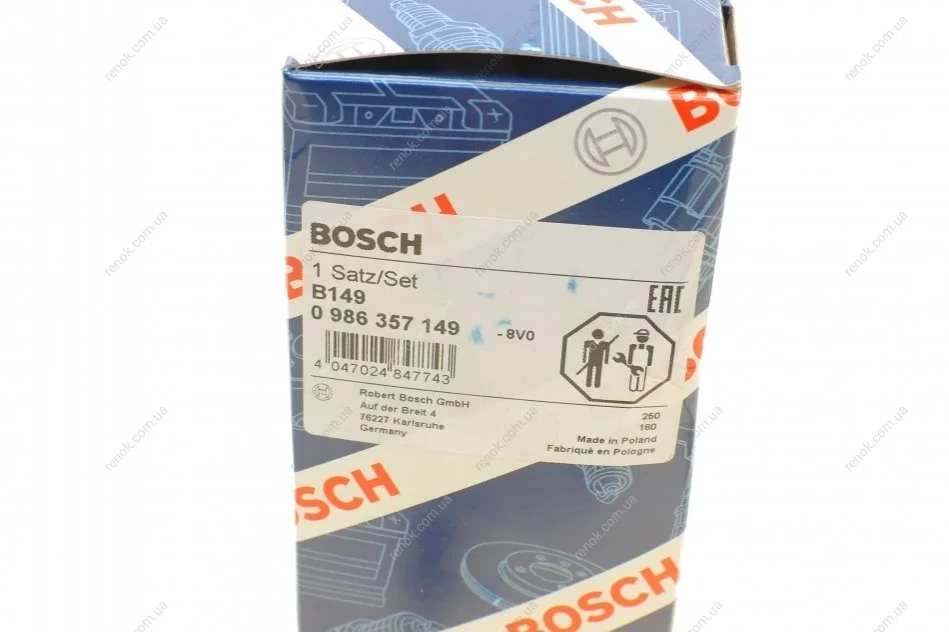 BOSCH
1 Satz/Set
B149
0 986 357 149
- 8V0
EAC
4 047024 847743
Robert Bosch GmbH
Auf der Breit 4
76227 Karlsruhe
Germany
250
180
Made in Poland
Fabriqué en Pologne
BOSCH
BOSCH
renok.com.ua